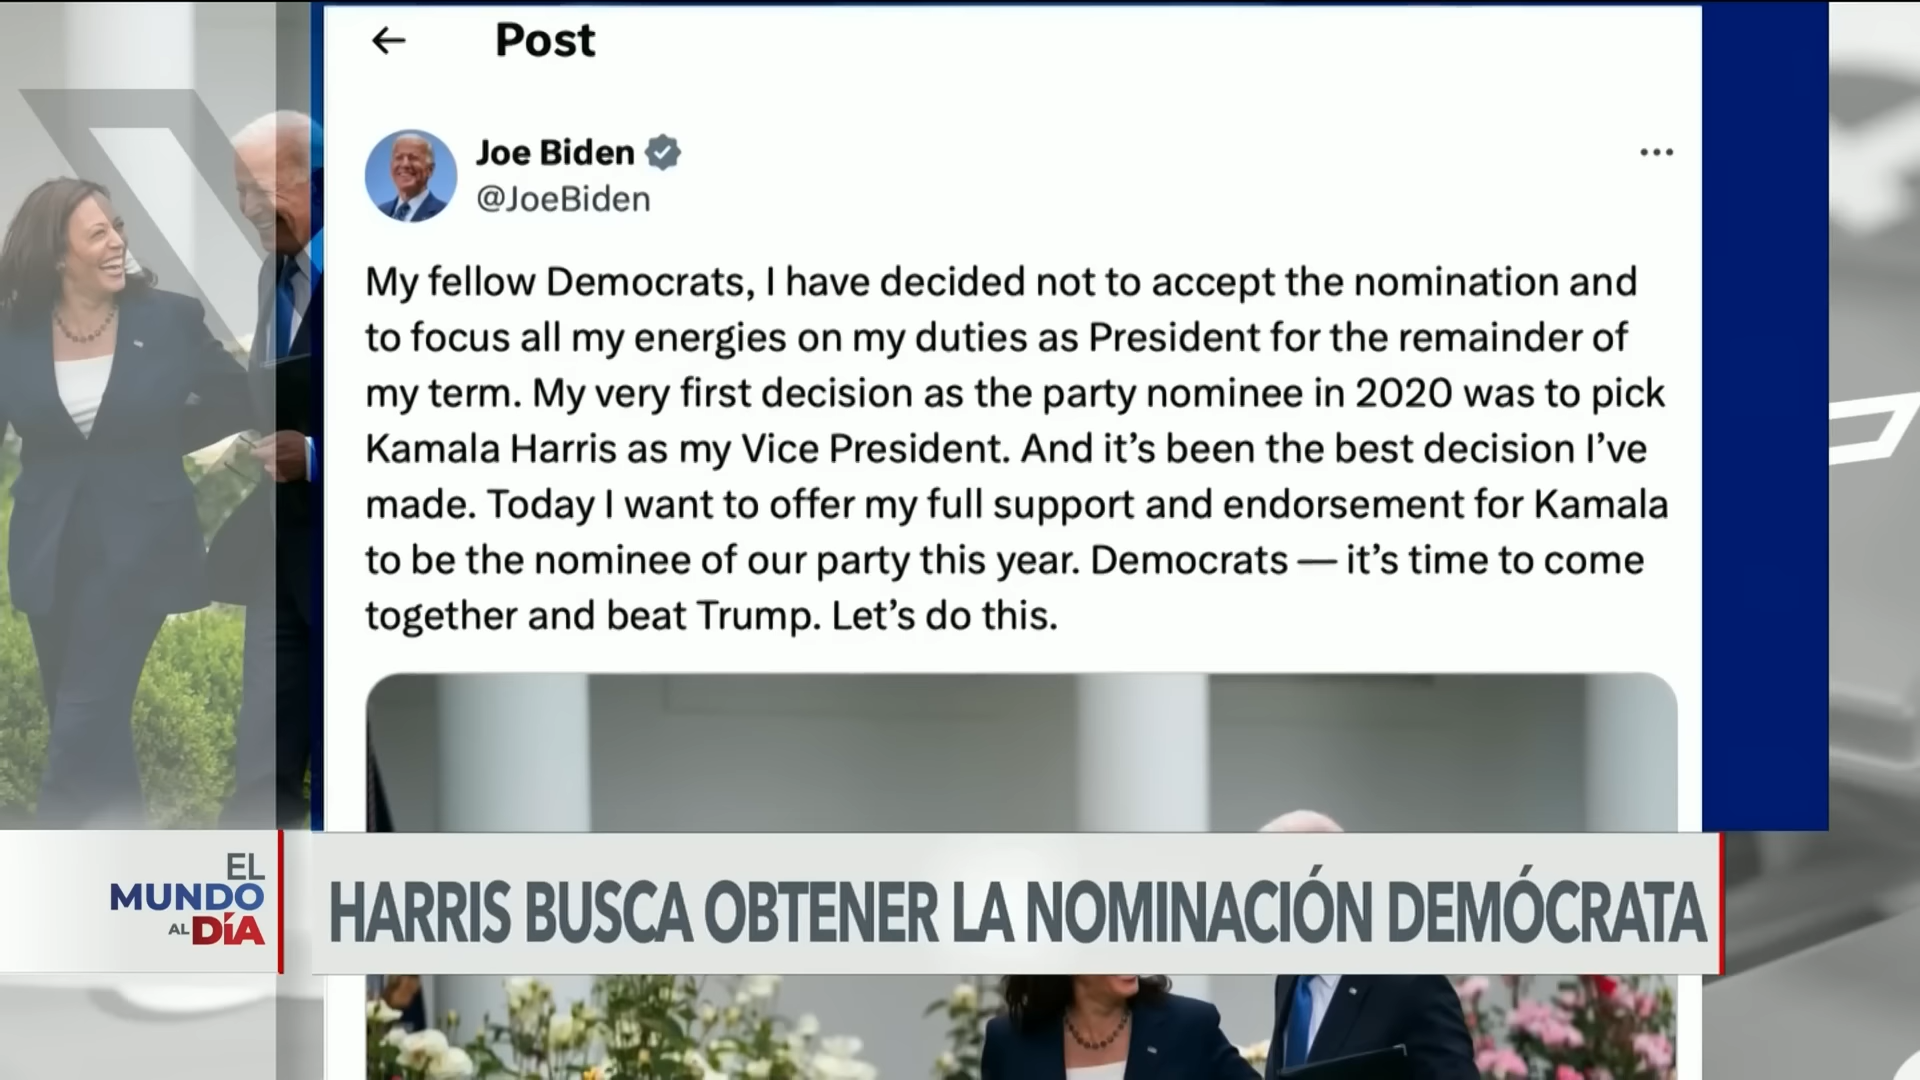 Post
Joe Biden
@JoeBiden
My fellow Democrats, I have decided not to accept the nomination and
to focus all my energies on my duties as President for the remainder of
my term. My very first decision as the party nominee in 2020 was to pick
Kamala Harris as my Vice President. And it’s been the best decision I’ve
made. Today I want to offer my full support and endorsement for Kamala
to be the nominee of our party this year. Democrats — it’s time to come
together and beat Trump. Let’s do this.
EL
MUNDO
AL DÍA
HARRIS BUSCA OBTENER LA NOMINACIÓN DEMÓCRATA